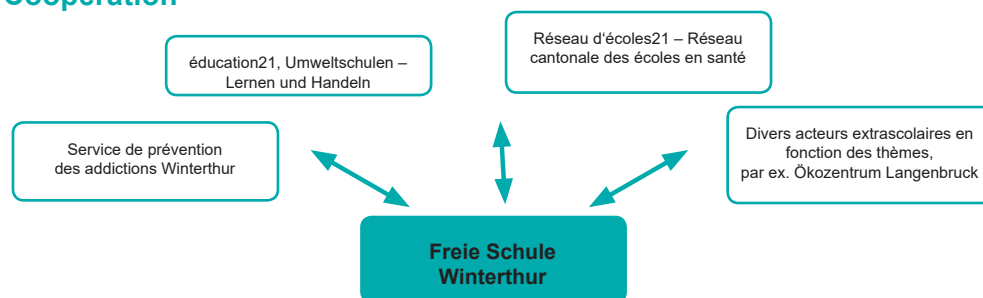 Coopération
éducation21, Umweltschulen –
Lernen und Handeln
Réseau d‘écoles21 – Réseau
cantonale des écoles en santé
Service de prévention
des addictions Winterthur
Divers acteurs extrascolaires en
fonction des thèmes,
par ex. Ökozentrum Langenbruck
Freie Schule
Winterthur